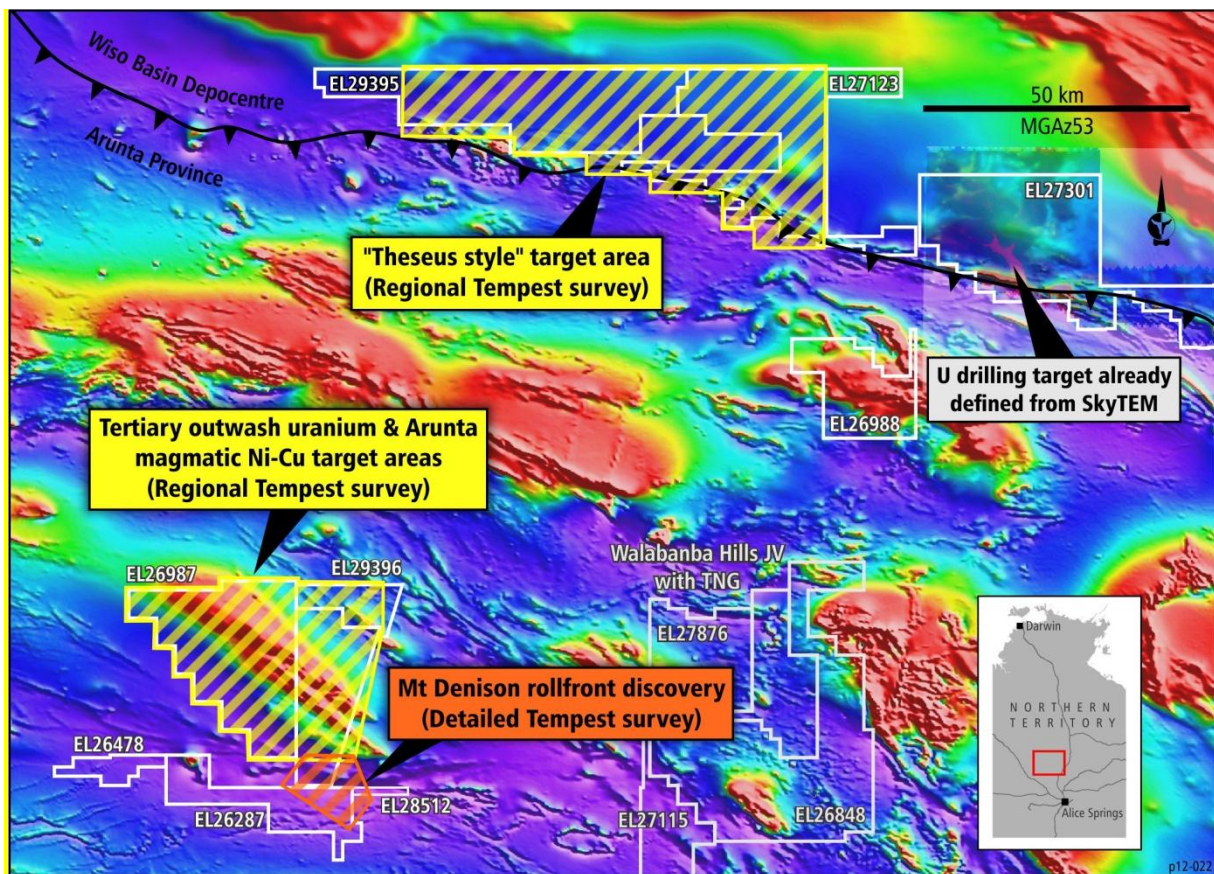 Wiso Basin Depocentre
Arunta Province
EL29395
EL27123
50 km
MGAz53
EL27301
"Theseus style" target area
(Regional Tempest survey)
U drilling target already
defined from SkyTEM
EL26988
Tertiary outwash uranium & Arunta
magmatic Ni-Cu target areas
(Regional Tempest survey)
Walabanba Hills JV
with TNG
EL26987
EL29396
EL27876
Mt Denison rollfront discovery
(Detailed Tempest survey)
EL26478
EL26287
EL28512
EL27115
EL26848
Darwin
NORTHERN
TERRITORY
Alice Springs
p12-022